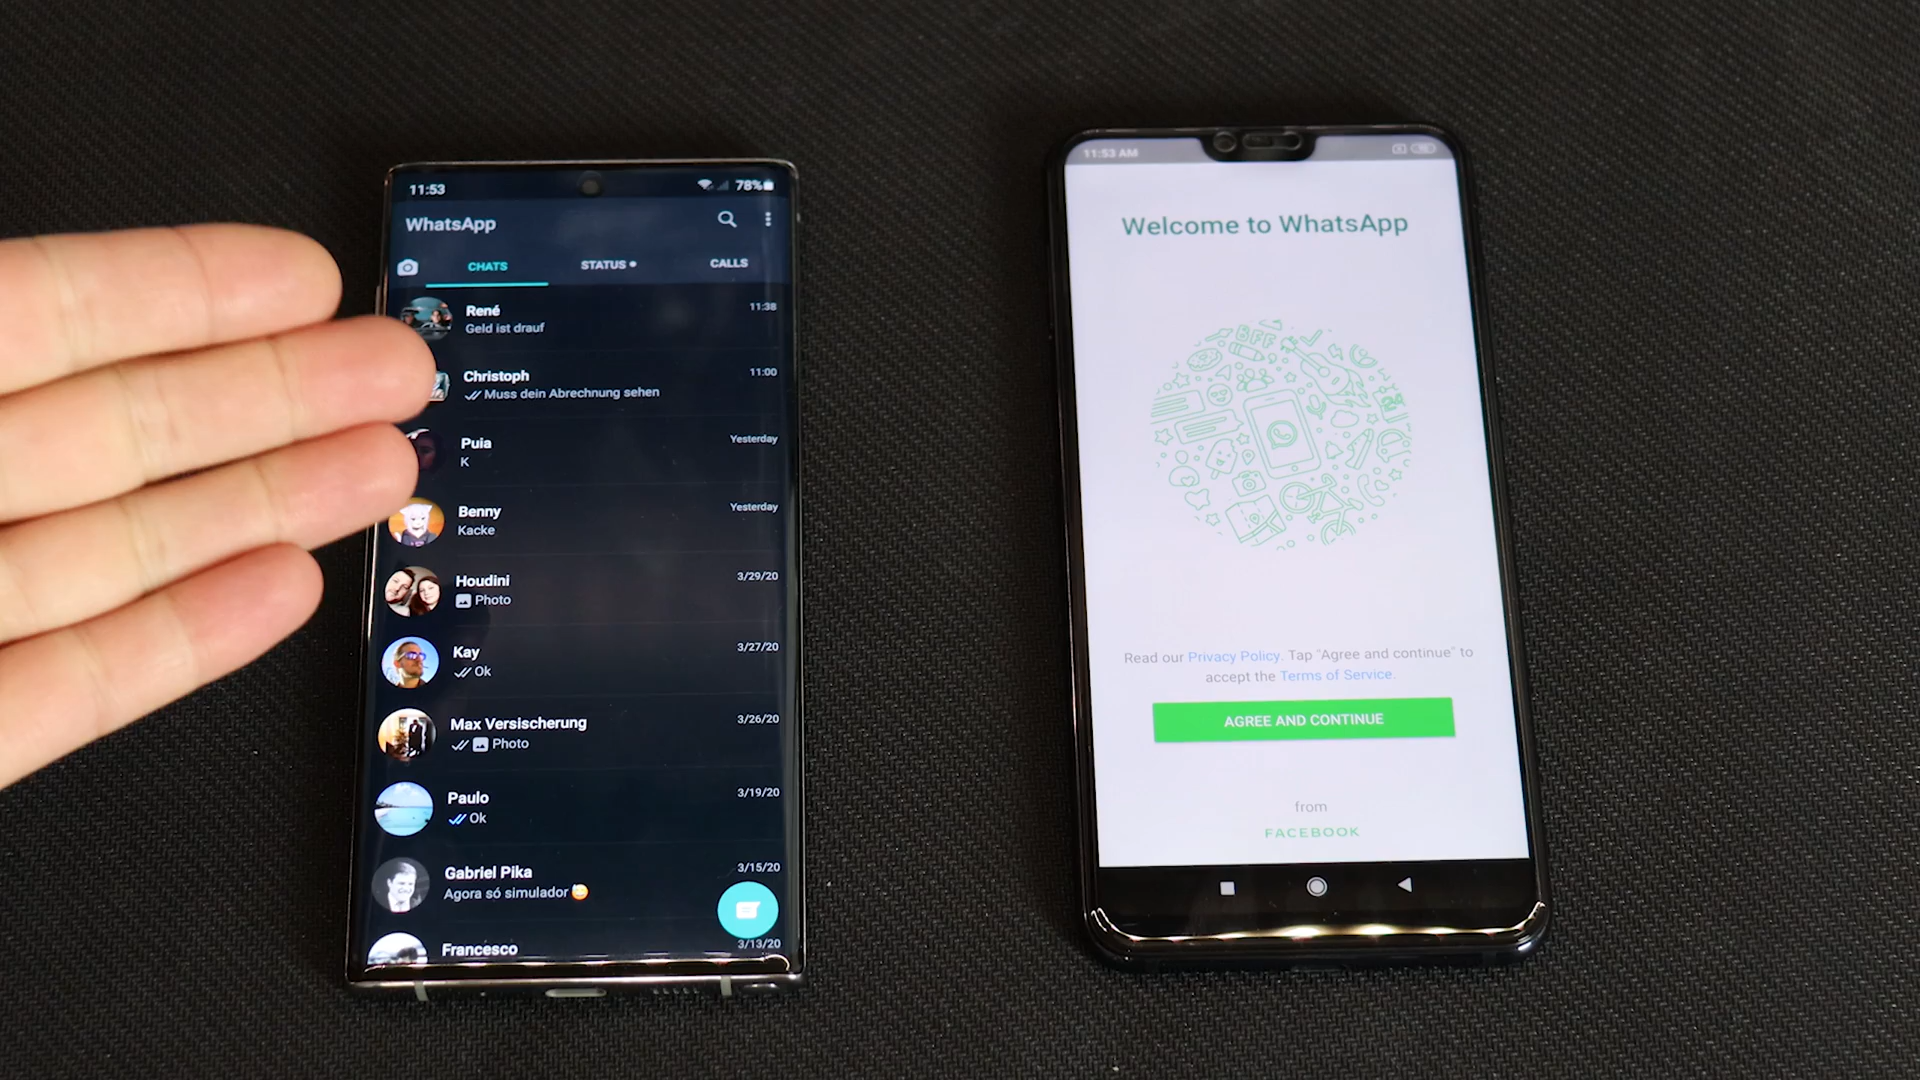 11:53
78%
WhatsApp
CHATS
STATUS
CALLS
René
11:38
Geld ist drauf
Christoph
11:00
Muss dein Abrechnung sehen
Puia
Yesterday
K
Benny
Yesterday
Kacke
Houdini
3/29/20
Photo
Kay
3/27/20
Ok
Max Versischerung
3/26/20
Photo
Paulo
3/19/20
Ok
Gabriel Pika
3/15/20
Agora só simulador 
Francesco
3/13/20
11:53 AM
Welcome to WhatsApp
BFF
24
Read our Privacy Policy. Tap "Agree and continue" to
accept the Terms of Service.
AGREE AND CONTINUE
from
FACEBOOK